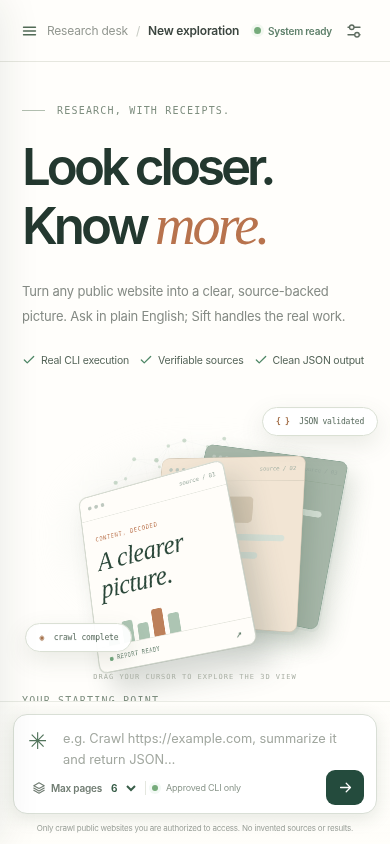 Research desk / New exploration System ready
RESEARCH, WITH RECEIPTS.
Look closer.
Know more.
Turn any public website into a clear, source-backed
picture. Ask in plain English; Sift handles the real work.
Real CLI execution Verifiable sources Clean JSON output
{ } JSON validated
source / 02
source / 01
CONTENT, DECODED
A clearer
picture.
crawl complete
REPORT READY ↗
DRAG YOUR CURSOR TO EXPLORE THE 3D VIEW
YOUR STARTING POINT
e.g. Crawl https://example.com, summarize it
and return JSON...
Max pages 6 Approved CLI only
Only crawl public websites you are authorized to access. No invented sources or results.